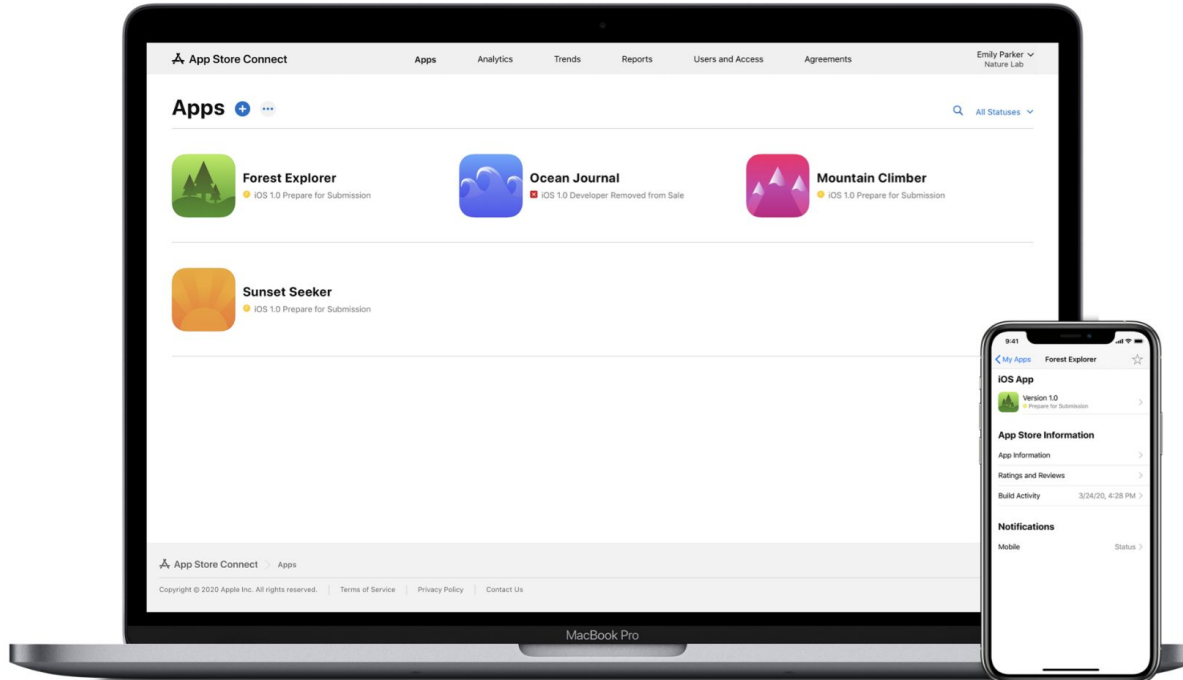 App Store Connect
Apps Analytics Trends Reports Users and Access Agreements
Emily Parker
Nature Lab
Apps
All Statuses
Forest Explorer
iOS 1.0 Prepare for Submission
Ocean Journal
iOS 1.0 Developer Removed from Sale
Mountain Climber
iOS 1.0 Prepare for Submission
Sunset Seeker
iOS 1.0 Prepare for Submission
App Store Connect Apps
Copyright © 2020 Apple Inc. All rights reserved. Terms of Service Privacy Policy Contact Us
MacBook Pro
9:41
My Apps Forest Explorer
iOS App
Version 1.0
Prepare for Submission
App Store Information
App Information
Ratings and Reviews
Build Activity 3/24/20, 4:28 PM
Notifications
Mobile Status